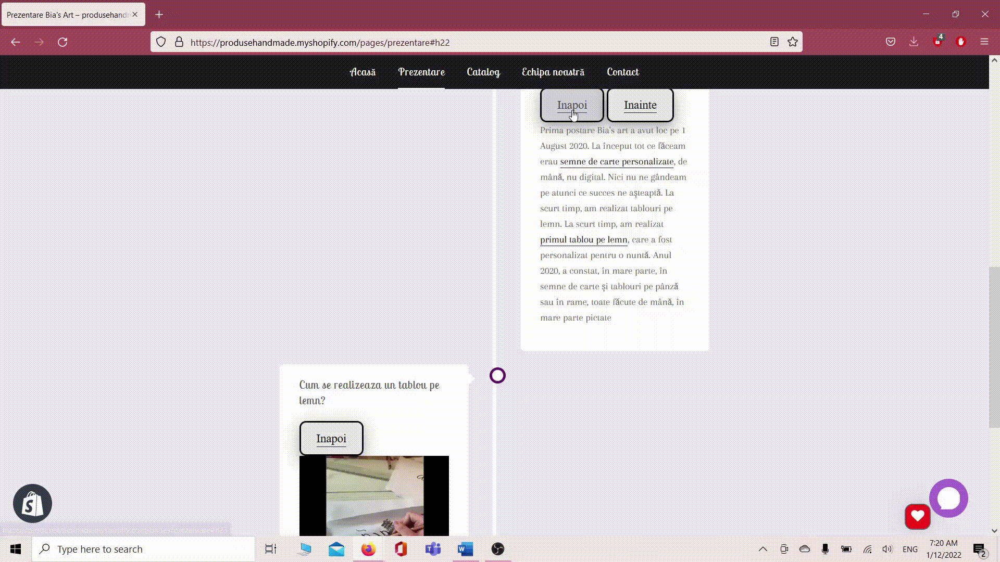 Prezentare Bia's Art – produsehand
https://produsehandmade.myshopify.com/pages/prezentare#h22
4
Acasă Prezentare Catalog Echipa noastră Contact
Inapoi Inainte
Prima postare Bia's art a avut loc pe 1
August 2020. La început tot ce făceam
erau semne de carte personalizate, de
mână, nu digital. Nici nu ne gândeam
pe atunci ce succes ne așteaptă. La
scurt timp, am realizat tablouri pe
lemn. La scurt timp, am realizat
primul tablou pe lemn, care a fost
personalizat pentru o nuntă. Anul
2020, a constat, în mare parte, în
semne de carte și tablouri pe pânză
sau în rame, toate făcute de mână, în
mare parte pictate
Cum se realizeaza un tablou pe
lemn?
Inapoi
Type here to search
ENG
7:20 AM
1/12/2022
2